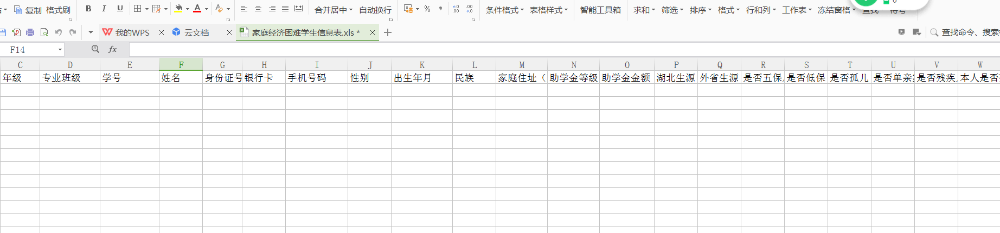 复制 格式刷 B I U A 合并居中 自动换行 % 条件格式 表格样式 智能工具箱 求和 筛选 排序 格式 行和列 工作表 冻结窗格 查找 符号
我的WPS × 云文档 × 家庭经济困难学生信息表.xls * × + 查找命令、搜索
F14 fx
C D E F G H I J K L M N O P Q R S T U V W
年级 专业班级 学号 姓名 身份证号 银行卡 手机号码 性别 出生年月 民族 家庭住址( 助学金等级 助学金金额 湖北生源 外省生源 是否五保 是否低保 是否孤儿 是否单亲 是否残疾 本人是否